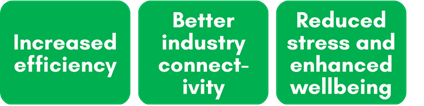 Increased
efficiency
Better
industry
connect-
ivity
Reduced
stress and
enhanced
wellbeing